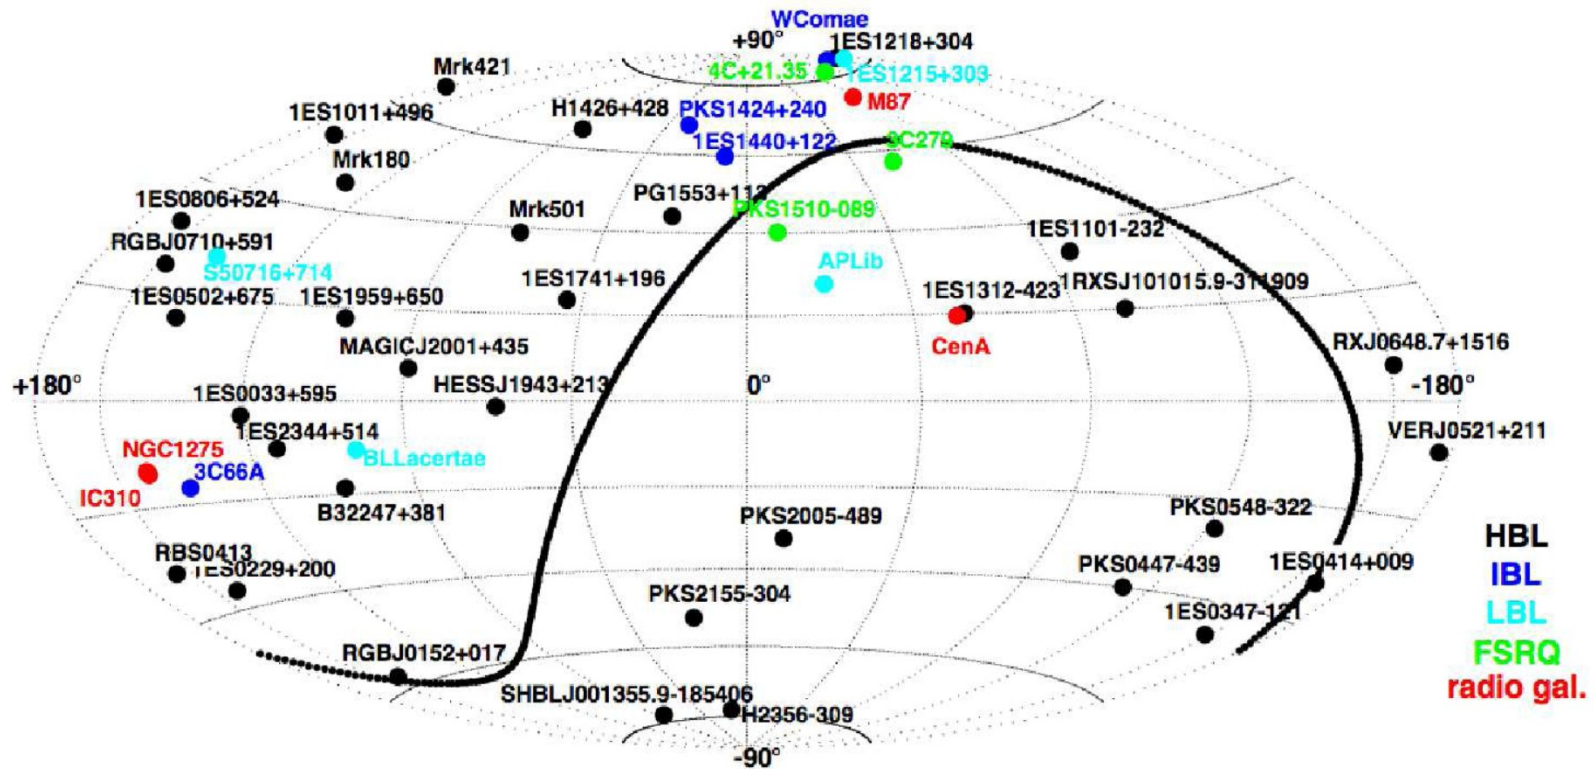 WComae
+90°
1ES1218+304
Mrk421
4C+21.35
1ES1215+303
1ES1011+496
H1426+428
PKS1424+240
M87
1ES1440+122
3C279
Mrk180
1ES0806+524
PG1553+113
Mrk501
PKS1510-089
RGBJ0710+591
1ES1101-232
S50716+714
APLib
1ES0502+675
1ES1959+650
1ES1741+196
1ES1312-423
1RXSJ101015.9-311909
MAGICJ2001+435
CenA
RXJ0648.7+1516
+180°
1ES0033+595
HESSJ1943+213
0°
-180°
1ES2344+514
VERJ0521+211
NGC1275
3C66A
BLLacertae
IC310
B32247+381
PKS2005-489
PKS0548-322
HBL
RBS0413
1ES0229+200
PKS0447-439
1ES0414+009
IBL
PKS2155-304
1ES0347-121
LBL
RGBJ0152+017
FSRQ
SHBLJ001355.9-185406
H2356-309
radio gal.
-90°